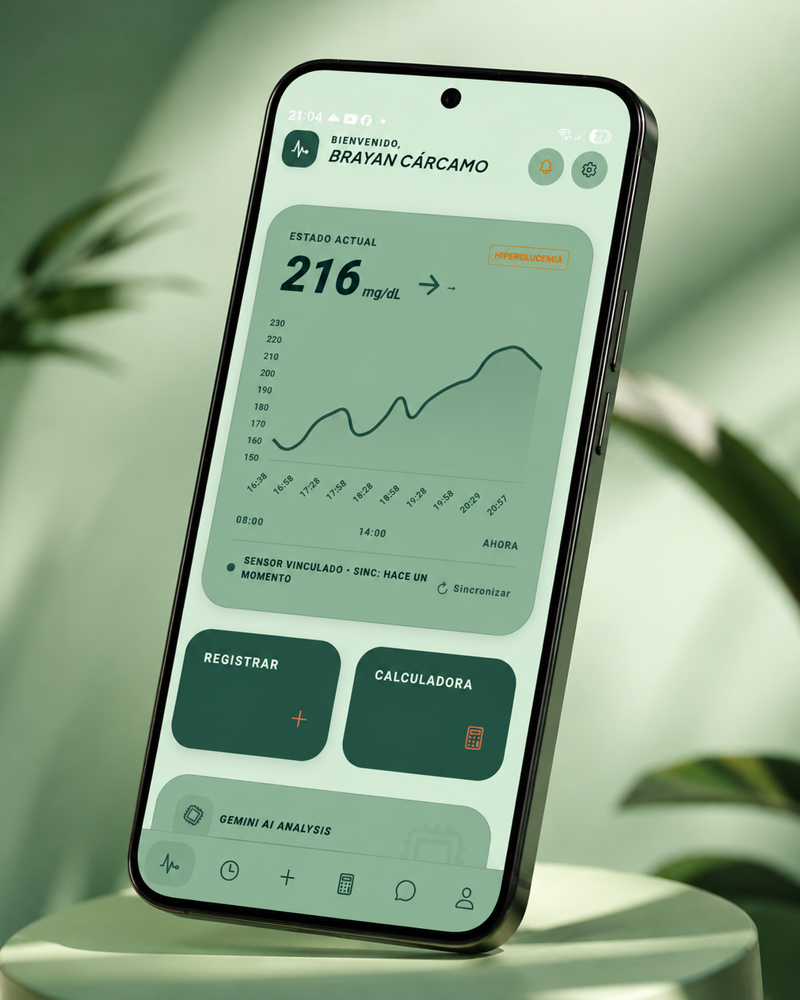 21:04
27
BIENVENIDO,
BRAYAN CÁRCAMO
ESTADO ACTUAL
HIPERGLUCEMIA
216 mg/dL → →
230
220
210
200
190
180
170
160
150
16:38 16:58 17:28 17:58 18:28 18:58 19:28 19:58 20:29 20:57
08:00 14:00 AHORA
SENSOR VINCULADO • SINC: HACE UN
MOMENTO
Sincronizar
REGISTRAR
CALCULADORA
GEMINI AI ANALYSIS